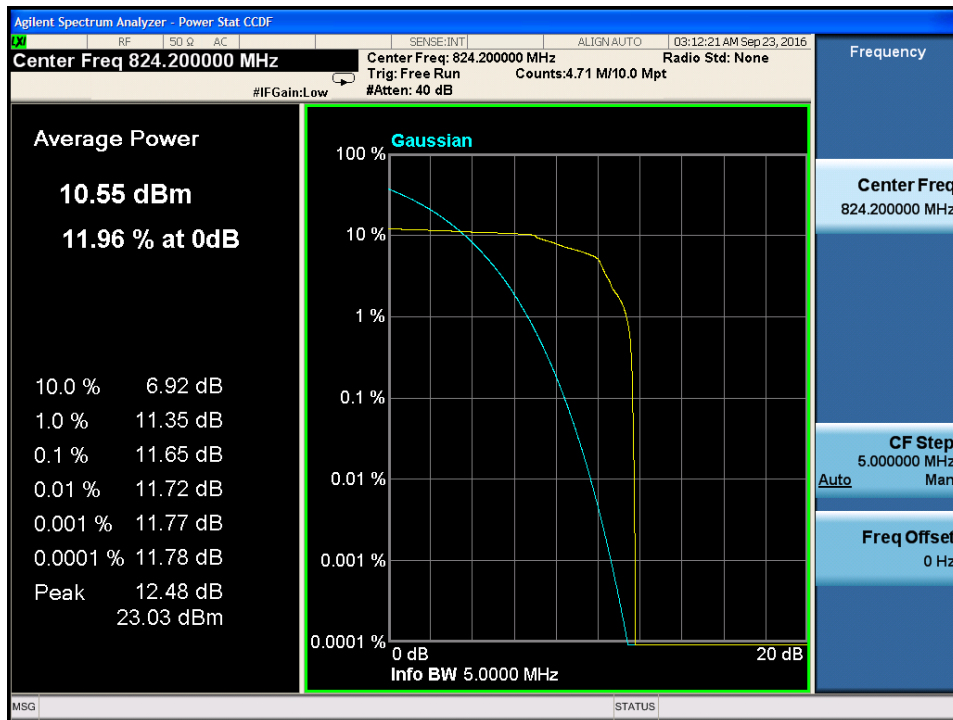 Agilent Spectrum Analyzer - Power Stat CCDF
LXI RF 50 Ω AC SENSE:INT ALIGN AUTO 03:12:21 AM Sep 23, 2016
Center Freq 824.200000 MHz
#IFGain:Low
Center Freq: 824.200000 MHz Radio Std: None
Trig: Free Run Counts:4.71 M/10.0 Mpt
#Atten: 40 dB
Average Power
10.55 dBm
11.96 % at 0dB
10.0 % 6.92 dB
1.0 % 11.35 dB
0.1 % 11.65 dB
0.01 % 11.72 dB
0.001 % 11.77 dB
0.0001 % 11.78 dB
Peak 12.48 dB
23.03 dBm
Gaussian
100 %
10 %
1 %
0.1 %
0.01 %
0.001 %
0.0001 %
0 dB 20 dB
Info BW 5.0000 MHz
Frequency
Center Freq
824.200000 MHz
CF Step
5.000000 MHz
Auto Man
Freq Offset
0 Hz
MSG STATUS